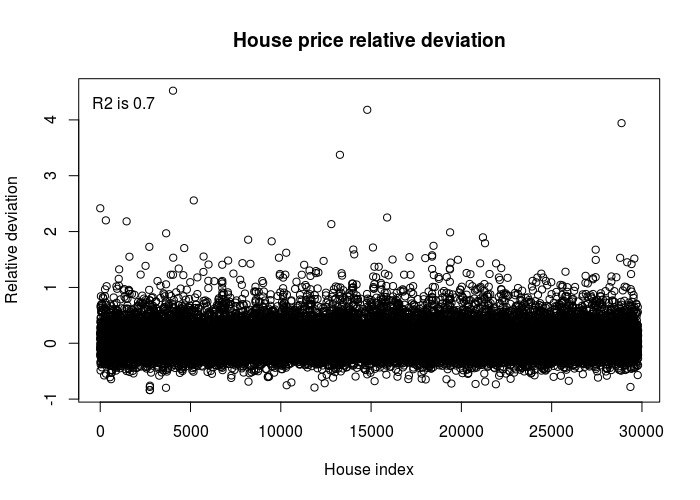 House price relative deviation
R2 is 0.7
Relative deviation
4
3
2
1
0
-1
0 5000 10000 15000 20000 25000 30000
House index